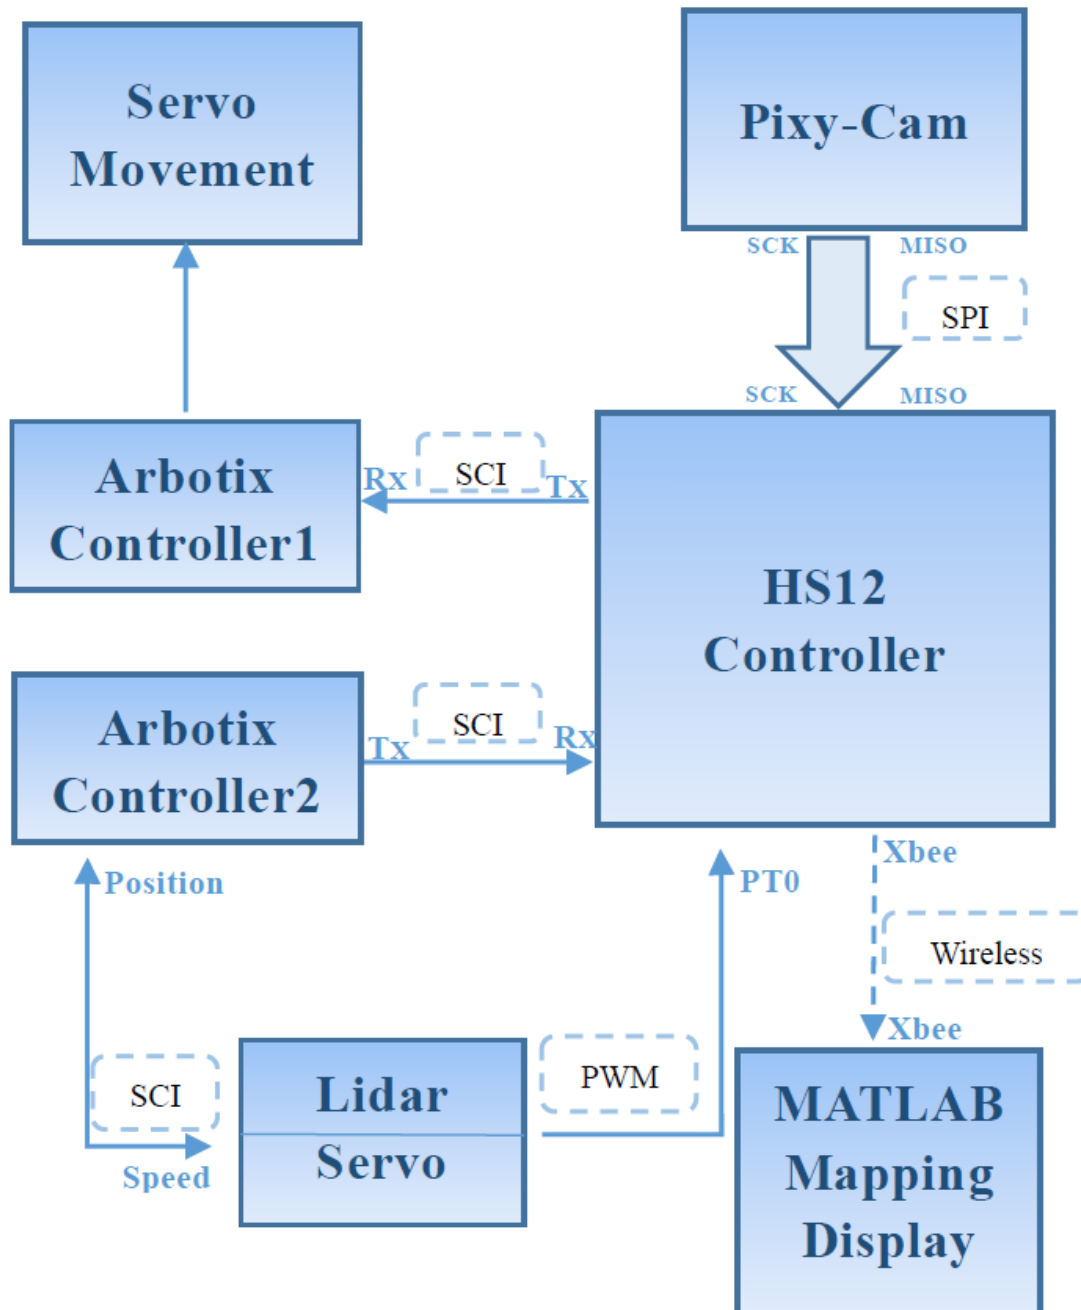 Servo
Movement
Pixy-Cam
SCK
MISO
SPI
SCK
MISO
Arbotix
Controller1
Rx
SCI
Tx
HS12
Controller
Arbotix
Controller2
Tx
SCI
Rx
Position
PT0
Xbee
Wireless
Xbee
SCI
Speed
Lidar
Servo
PWM
MATLAB
Mapping
Display